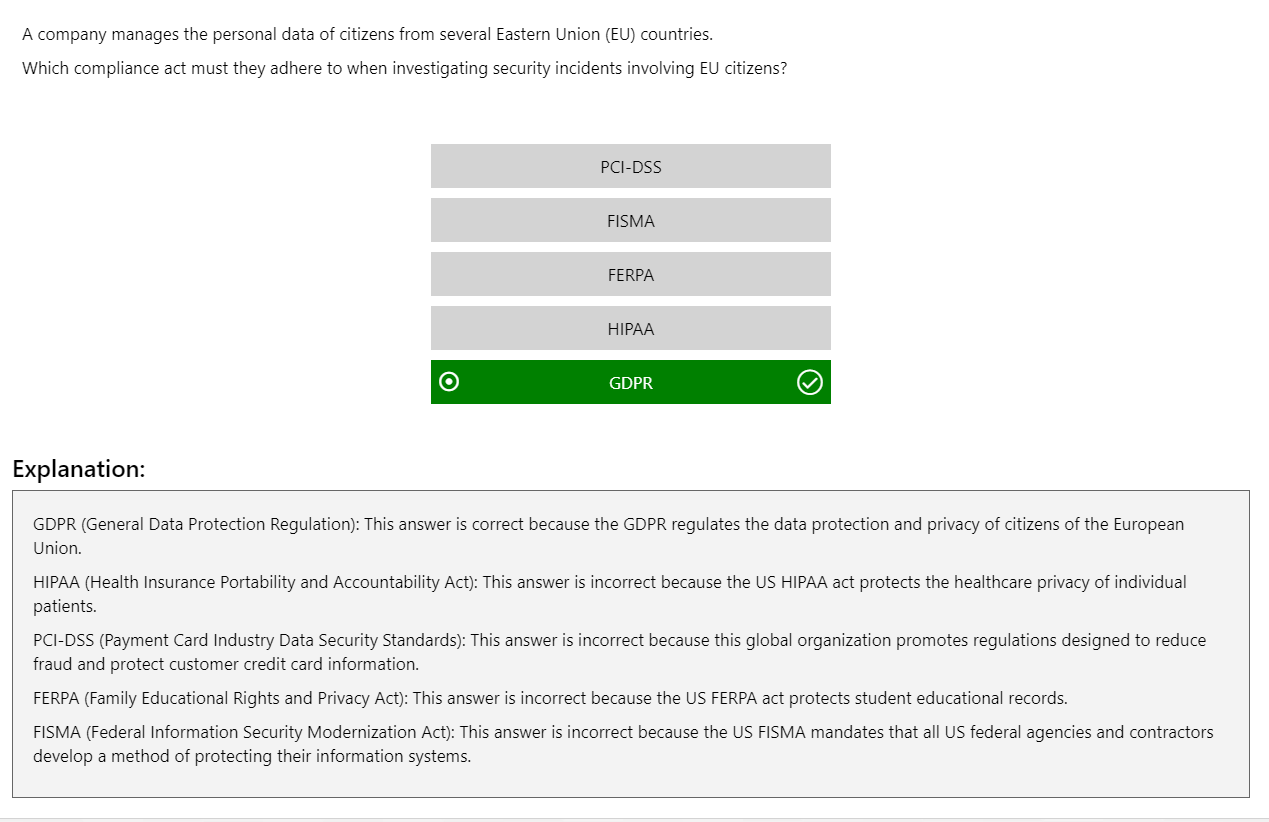 A company manages the personal data of citizens from several Eastern Union (EU) countries.
Which compliance act must they adhere to when investigating security incidents involving EU citizens?
PCI-DSS
FISMA
FERPA
HIPAA
GDPR
Explanation:
GDPR (General Data Protection Regulation): This answer is correct because the GDPR regulates the data protection and privacy of citizens of the European
Union.
HIPAA (Health Insurance Portability and Accountability Act): This answer is incorrect because the US HIPAA act protects the healthcare privacy of individual
patients.
PCI-DSS (Payment Card Industry Data Security Standards): This answer is incorrect because this global organization promotes regulations designed to reduce
fraud and protect customer credit card information.
FERPA (Family Educational Rights and Privacy Act): This answer is incorrect because the US FERPA act protects student educational records.
FISMA (Federal Information Security Modernization Act): This answer is incorrect because the US FISMA mandates that all US federal agencies and contractors
develop a method of protecting their information systems.